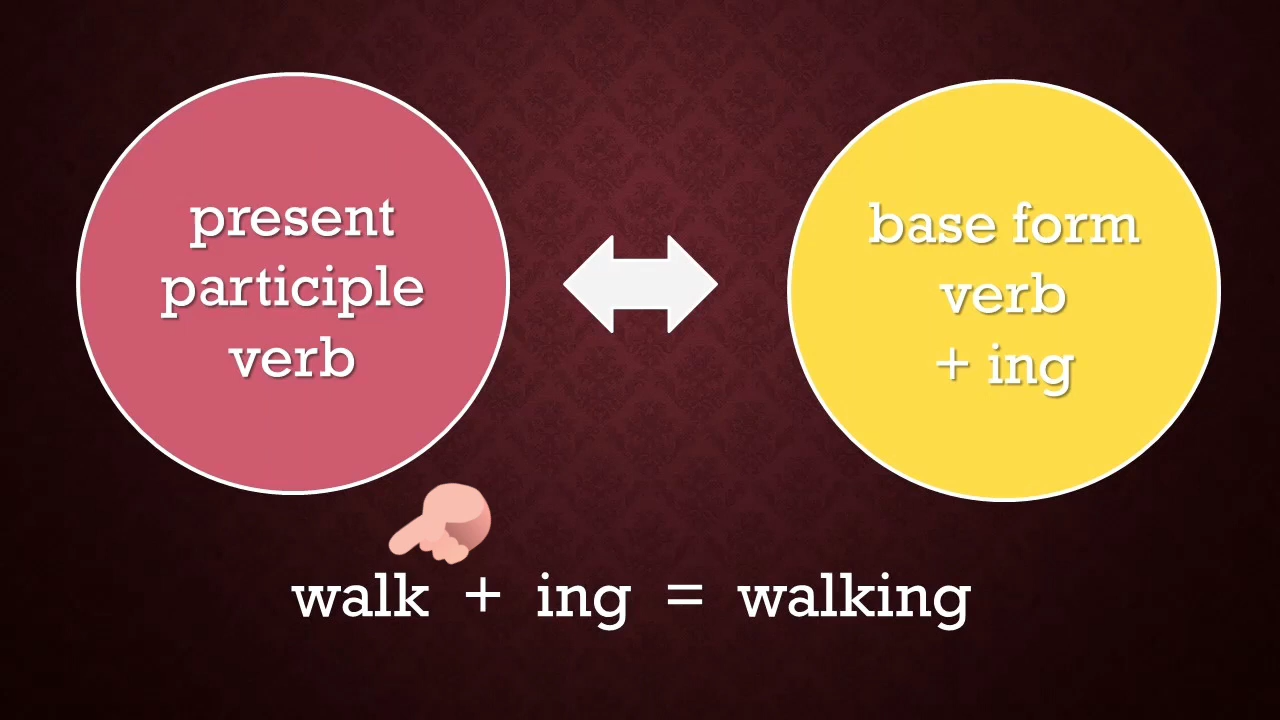 present
participle
verb
base form
verb
+ ing
walk + ing = walking